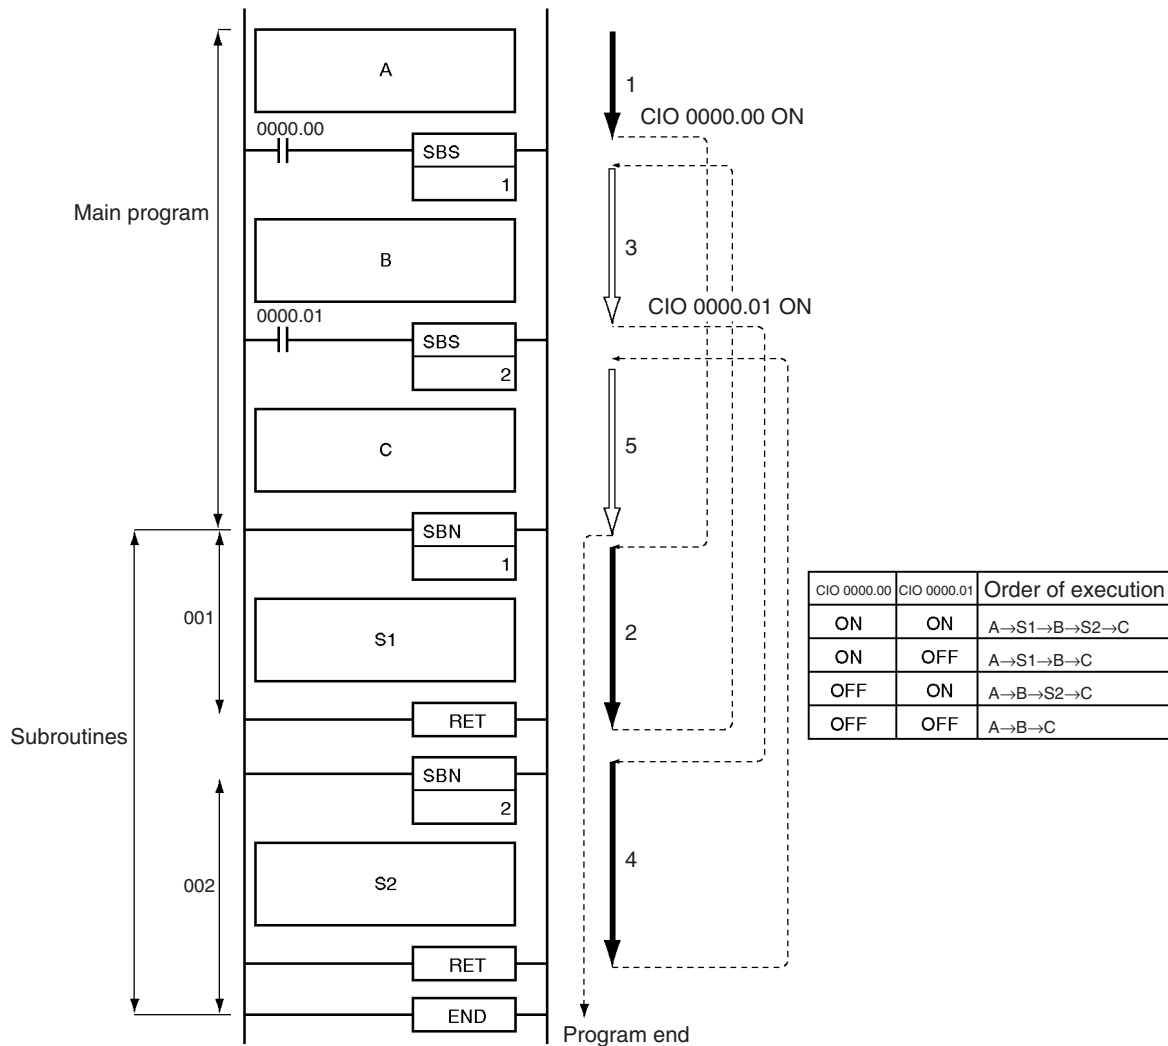 A
1
CIO 0000.00 ON
0000.00
SBS
1
Main program
B
3
0000.01
CIO 0000.01 ON
SBS
2
C
5
SBN
1
001
S1
2
RET
Subroutines
SBN
2
002
S2
4
RET
END
Program end
CIO 0000.00 CIO 0000.01 Order of execution
ON ON A→S1→B→S2→C
ON OFF A→S1→B→C
OFF ON A→B→S2→C
OFF OFF A→B→C